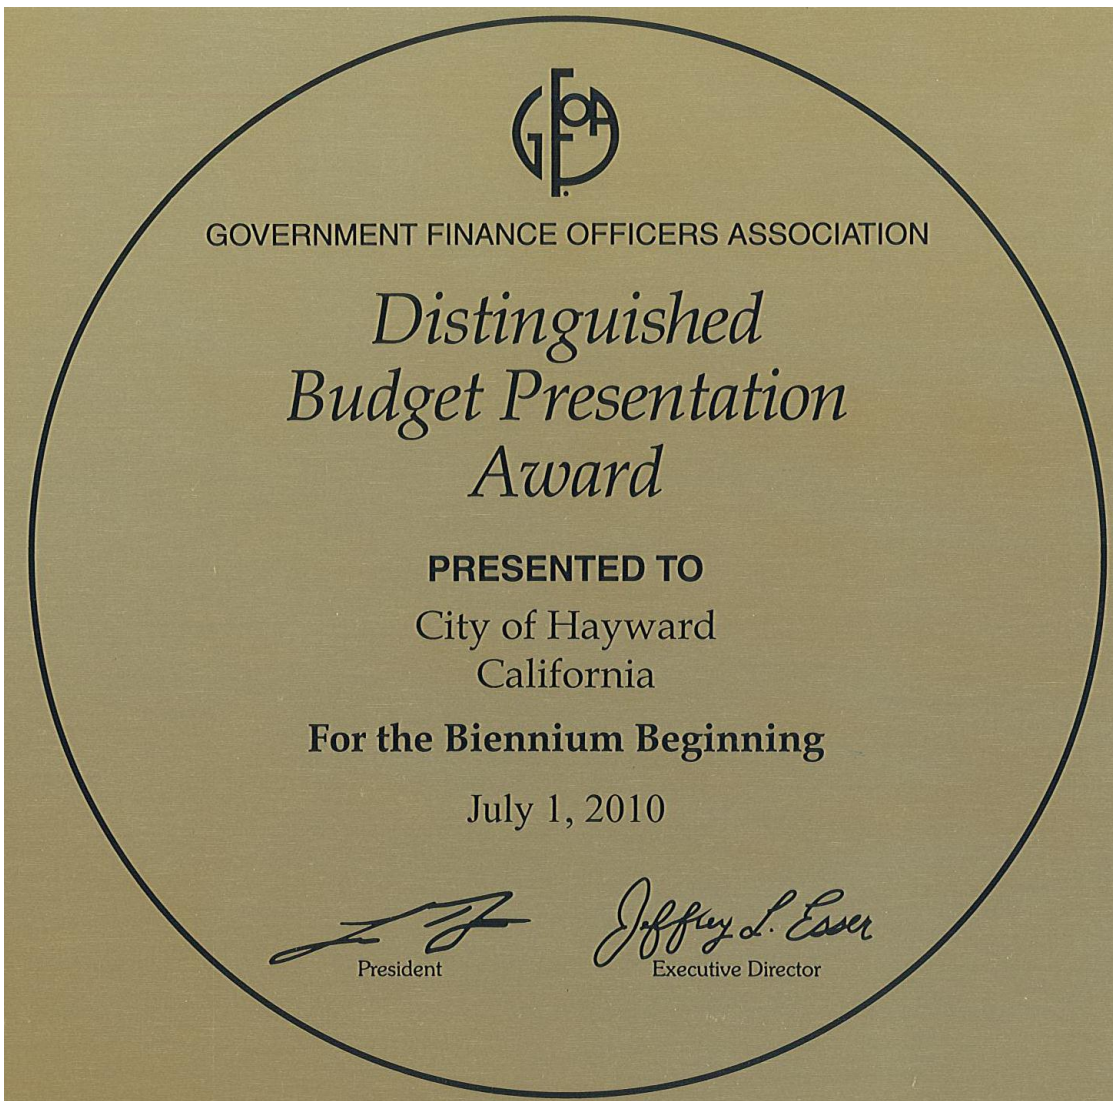 GFOA
GOVERNMENT FINANCE OFFICERS ASSOCIATION
Distinguished
Budget Presentation
Award
PRESENTED TO
City of Hayward
California
For the Biennium Beginning
July 1, 2010
Jeffrey L. Esser
President
Executive Director